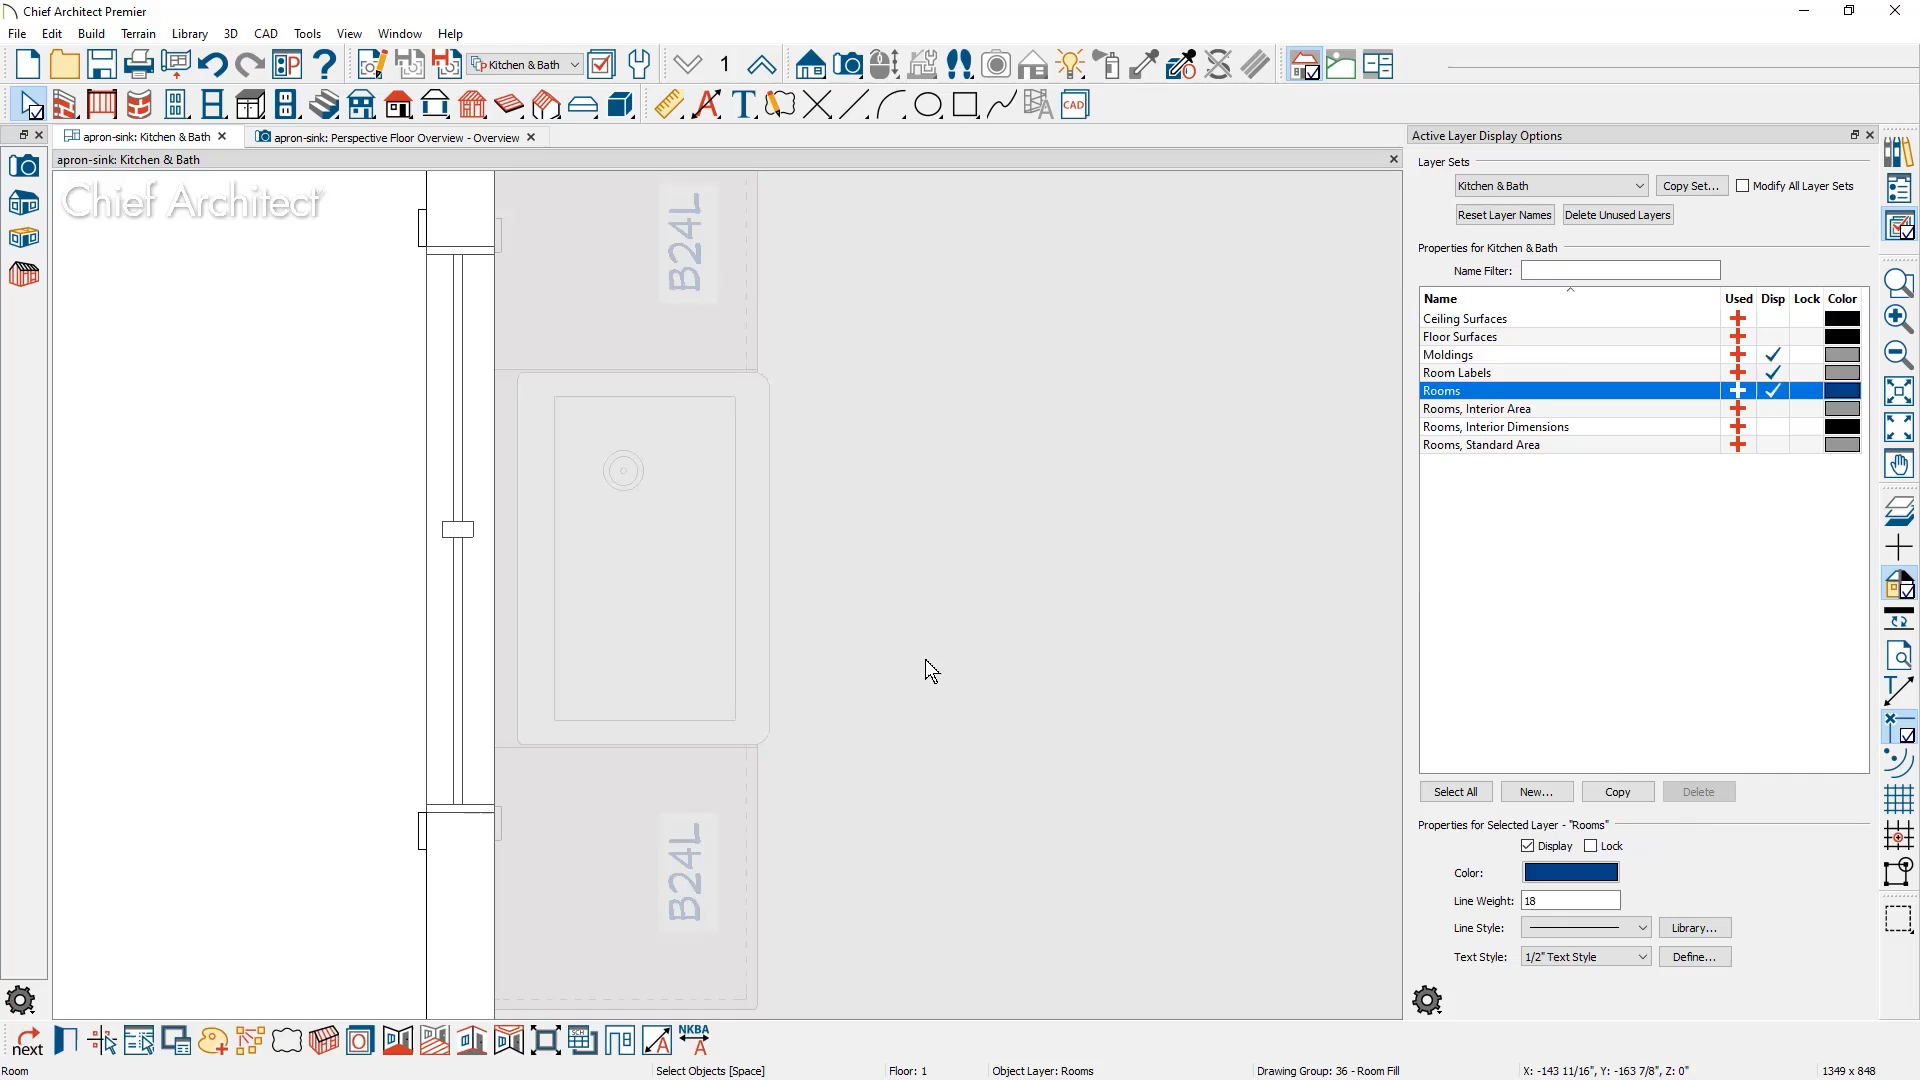 Chief Architect Premier
File Edit Build Terrain Library 3D CAD Tools View Window Help
Kitchen & Bath
1
CAD
apron-sink: Kitchen & Bath
apron-sink: Perspective Floor Overview - Overview
Active Layer Display Options
apron-sink: Kitchen & Bath
Chief Architect
B24L
B24L
Layer Sets
Kitchen & Bath
Copy Set...
Modify All Layer Sets
Reset Layer Names
Delete Unused Layers
Properties for Kitchen & Bath
Name Filter:
Name Used Disp Lock Color
Ceiling Surfaces
Floor Surfaces
Moldings
Room Labels
Rooms
Rooms, Interior Area
Rooms, Interior Dimensions
Rooms, Standard Area
Select All
New...
Copy
Delete
Properties for Selected Layer - "Rooms"
Display
Lock
Color:
Line Weight: 18
Line Style:
Library...
Text Style: 1/2" Text Style
Define...
next
NKBA
Room
Select Objects [Space]
Floor: 1
Object Layer: Rooms
Drawing Group: 36 - Room Fill
X: -143 11/16", Y: -163 7/8", Z: 0"
1349 x 848